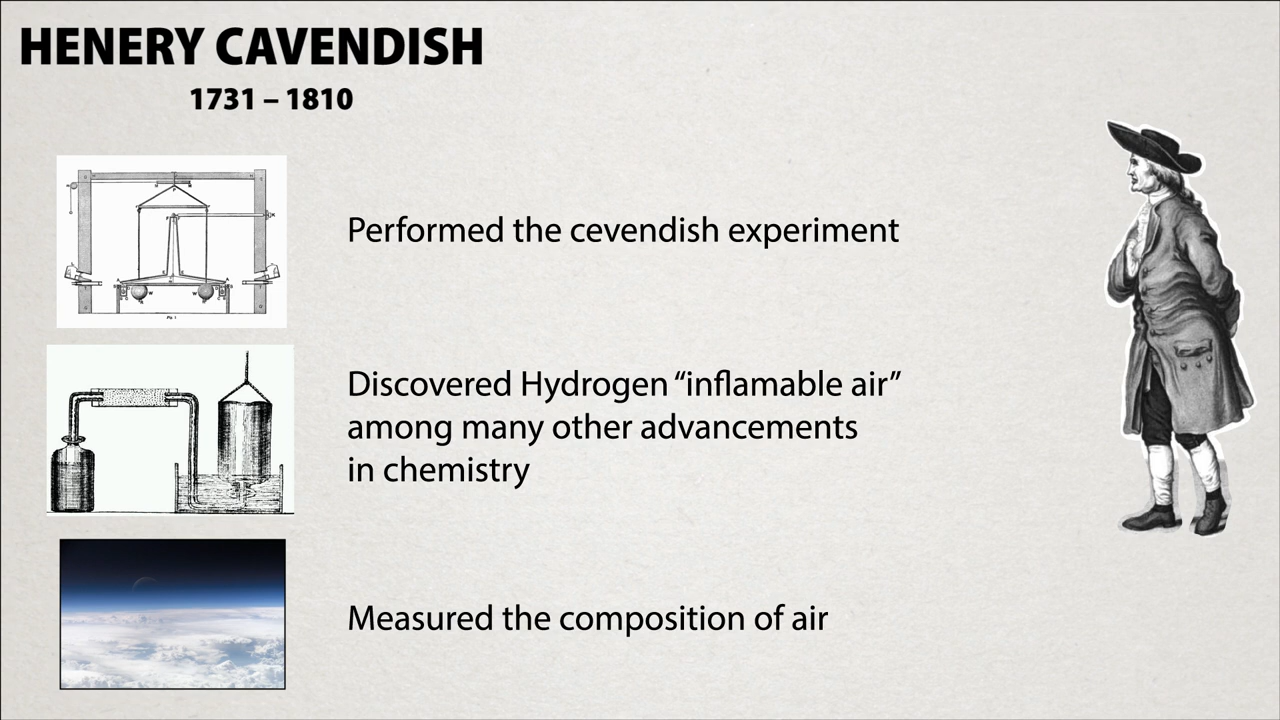 HENERY CAVENDISH
1731 – 1810
Performed the cevendish experiment
Discovered Hydrogen “inflamable air”
among many other advancements
in chemistry
Measured the composition of air